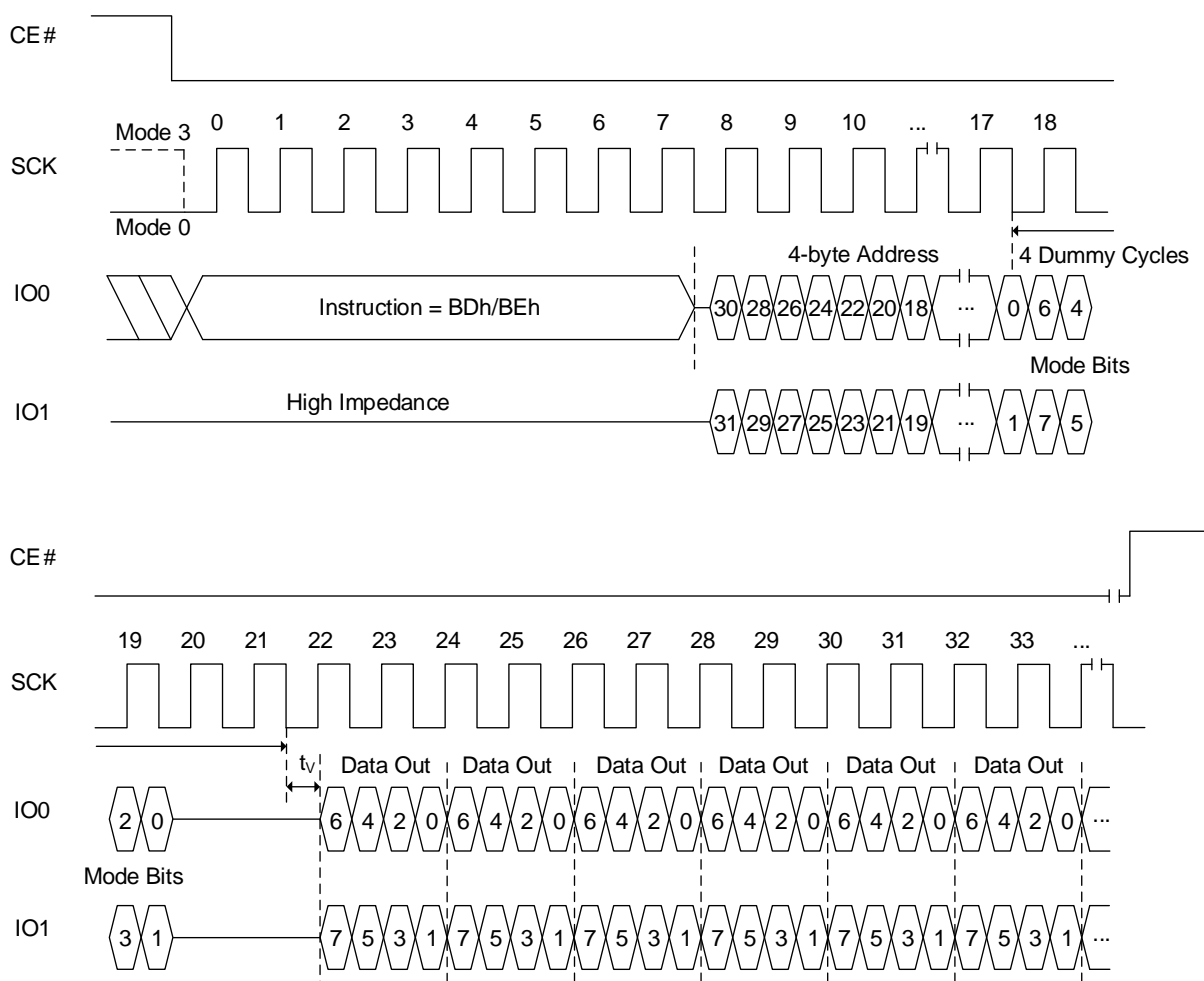 CE#
0 1 2 3 4 5 6 7 8 9 10 ... 17 18
Mode 3
SCK
Mode 0
4-byte Address 4 Dummy Cycles
IO0 Instruction = BDh/BEh 30 28 26 24 22 20 18 ... 0 6 4
Mode Bits
IO1 High Impedance 31 29 27 25 23 21 19 ... 1 7 5
CE#
19 20 21 22 23 24 25 26 27 28 29 30 31 32 33 ...
SCK
tV Data Out Data Out Data Out Data Out Data Out Data Out
IO0 2 0 6 4 2 0 6 4 2 0 6 4 2 0 6 4 2 0 6 4 2 0 6 4 2 0 ...
Mode Bits
IO1 3 1 7 5 3 1 7 5 3 1 7 5 3 1 7 5 3 1 7 5 3 1 7 5 3 1 ...